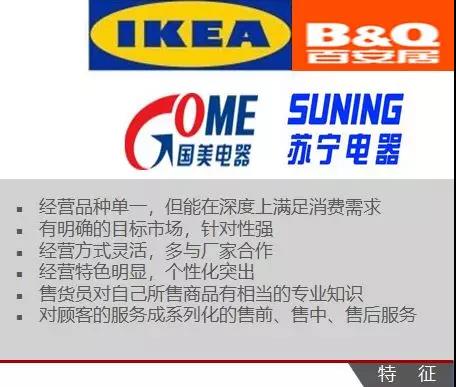 IKEA
B&Q
百安居
GOME
国美电器
SUNING
苏宁电器
经营品种单一，但能在深度上满足消费需求
有明确的目标市场，针对性强
经营方式灵活，多与厂家合作
经营特色明显，个性化突出
售货员对自己所售商品有相当的专业知识
对顾客的服务成系列化的售前、售中、售后服务
特 征